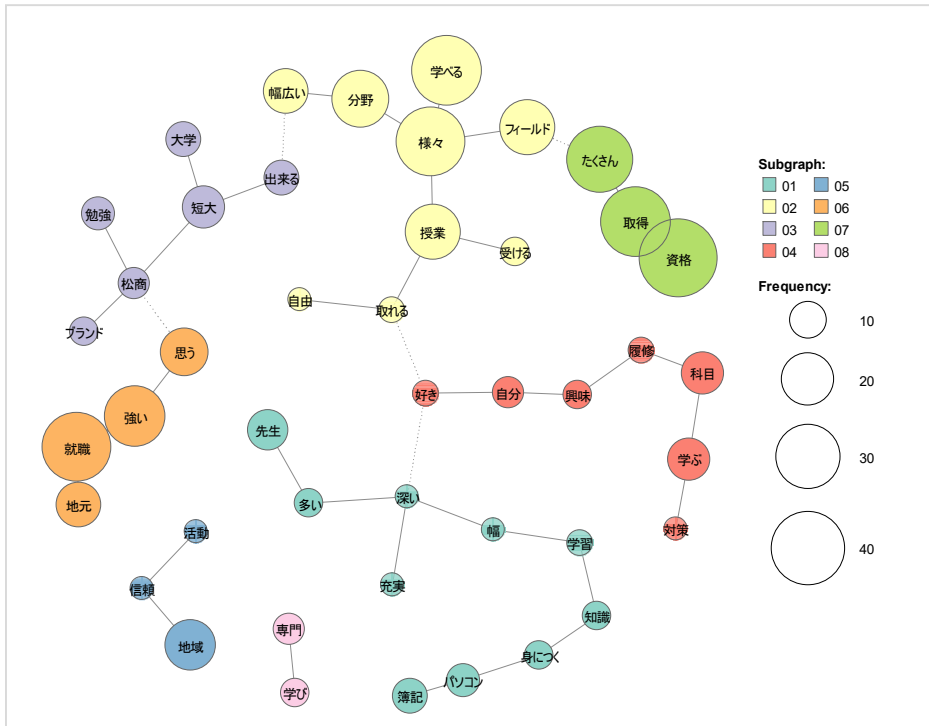 学べる
幅広い
分野
様々
フィールド
大学
たくさん
出来る
短大
勉強
取得
授業
受ける
資格
松商
自由
取れる
ブランド
思う
履修
科目
好き
自分
興味
強い
先生
就職
学ぶ
地元
多い
深い
対策
幅
活動
学習
信頼
充実
知識
専門
地域
身につく
パソコン
学び
簿記
Subgraph:
01 05
02 06
03 07
04 08
Frequency:
10
20
30
40